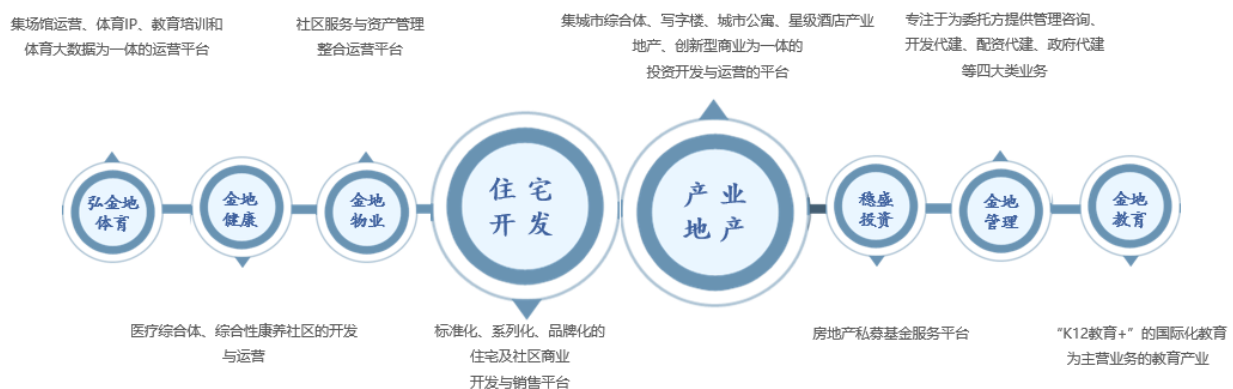 集场馆运营、体育IP、教育培训和
体育大数据为一体的运营平台
社区服务与资产管理
整合运营平台
集城市综合体、写字楼、城市公寓、星级酒店产业
地产、创新型商业为一体的
投资开发与运营的平台
专注于为委托方提供管理咨询、
开发代建、配资代建、政府代建
等四大类业务
弘金地
体育
金地
健康
金地
物业
住宅
开发
产业
地产
稳盛
投资
金地
管理
金地
教育
医疗综合体、综合性康养社区的开发
与运营
标准化、系列化、品牌化的
住宅及社区商业
开发与销售平台
房地产私募基金服务平台
“K12教育+”的国际化教育
为主营业务的教育产业